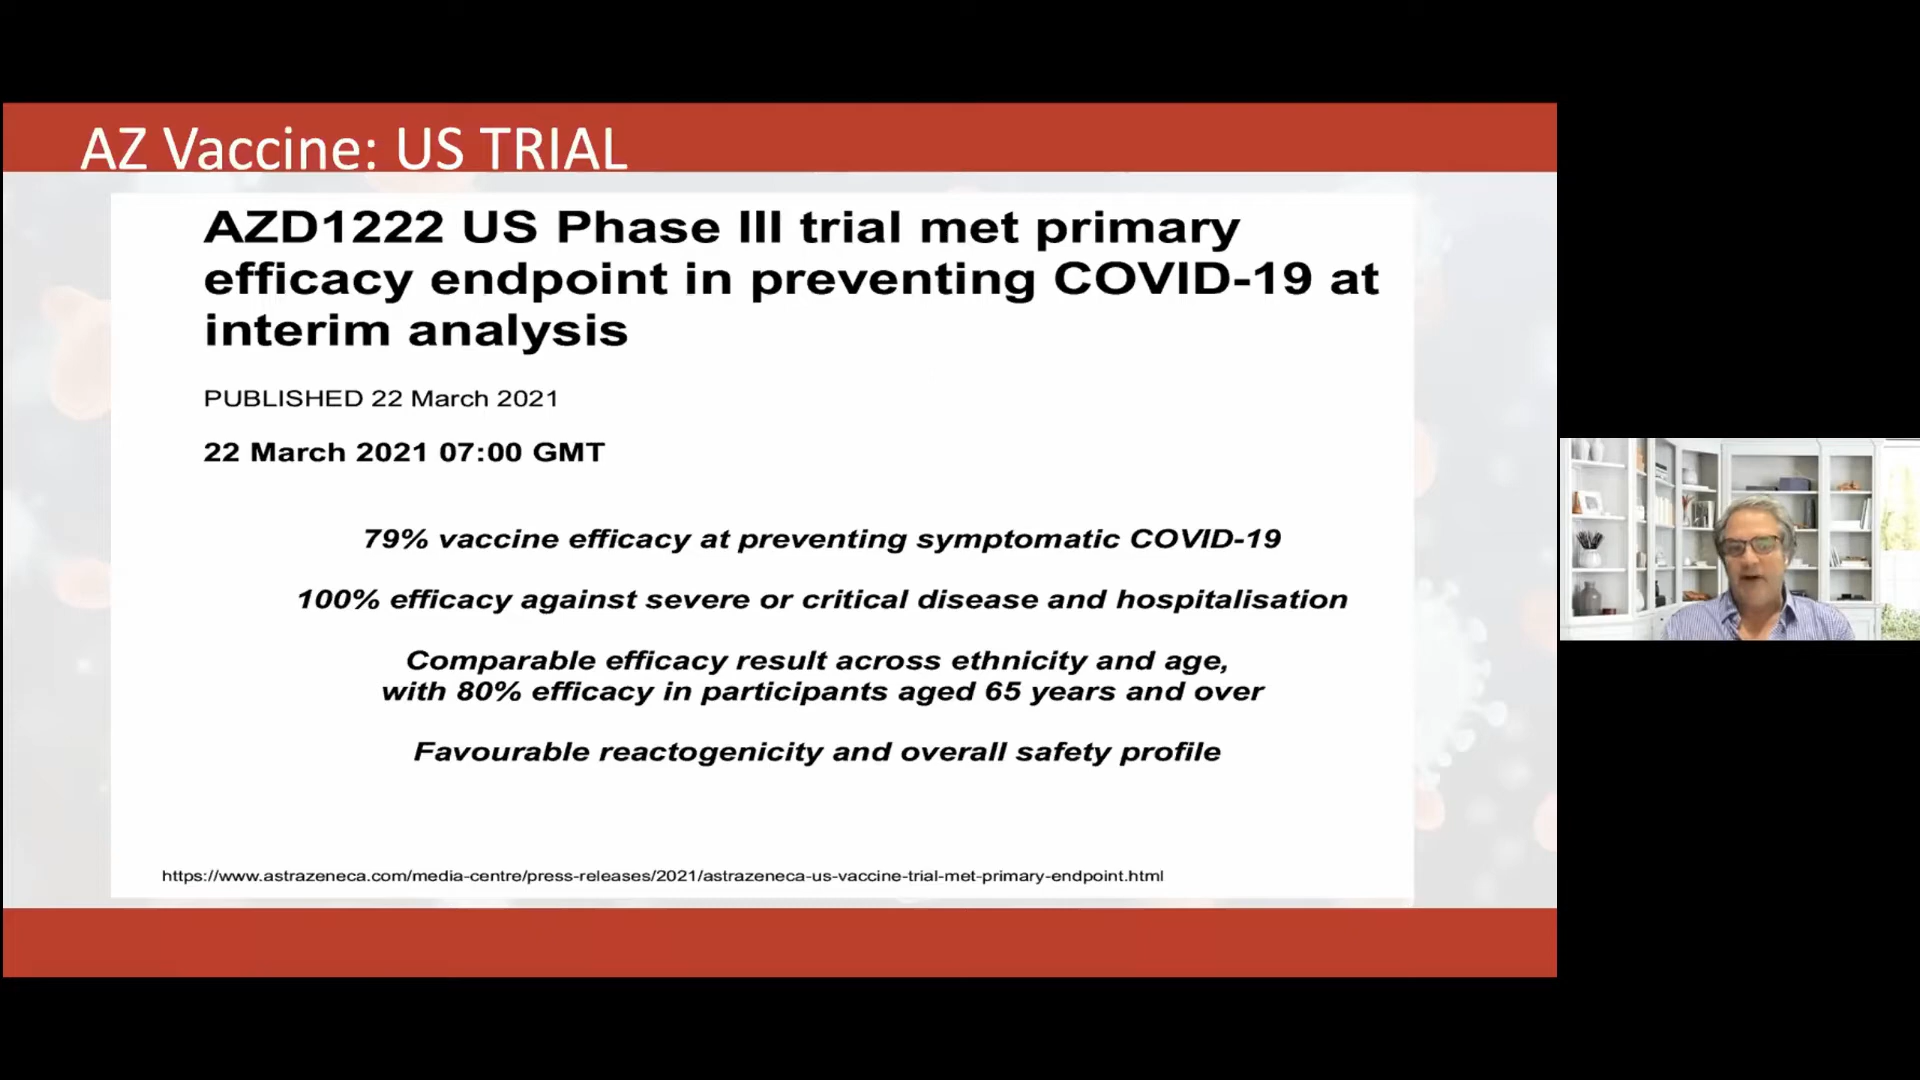 AZ Vaccine: US TRIAL
AZD1222 US Phase III trial met primary
efficacy endpoint in preventing COVID-19 at
interim analysis
PUBLISHED 22 March 2021
22 March 2021 07:00 GMT
79% vaccine efficacy at preventing symptomatic COVID-19
100% efficacy against severe or critical disease and hospitalisation
Comparable efficacy result across ethnicity and age,
with 80% efficacy in participants aged 65 years and over
Favourable reactogenicity and overall safety profile
https://www.astrazeneca.com/media-centre/press-releases/2021/astrazeneca-us-vaccine-trial-met-primary-endpoint.html